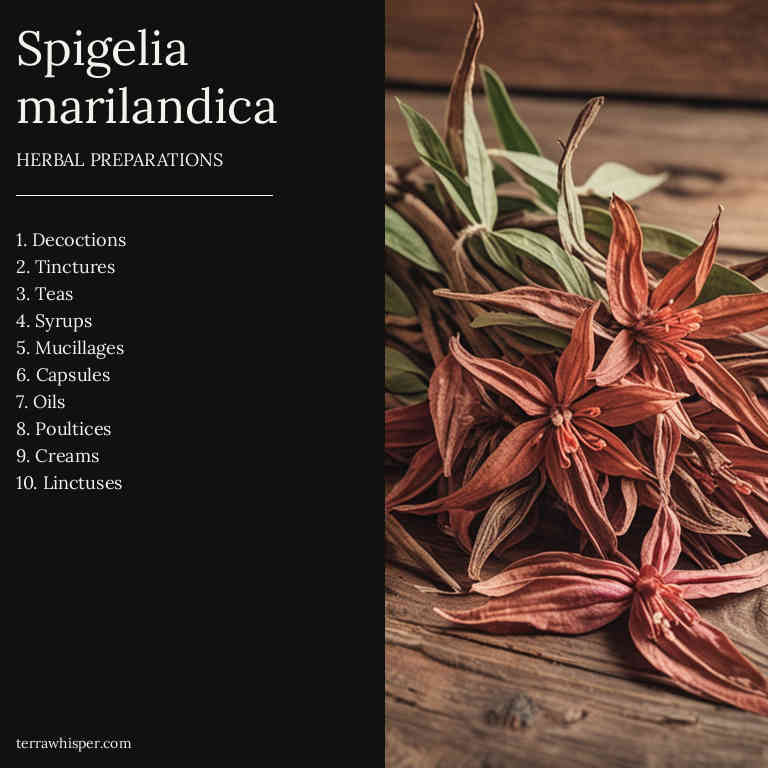 Spigelia
marilandica
HERBAL PREPARATIONS
1. Decoctions
2. Tinctures
3. Teas
4. Syrups
5. Mucillages
6. Capsules
7. Oils
8. Poultices
9. Creams
10. Linctuses
terrawhisper.com